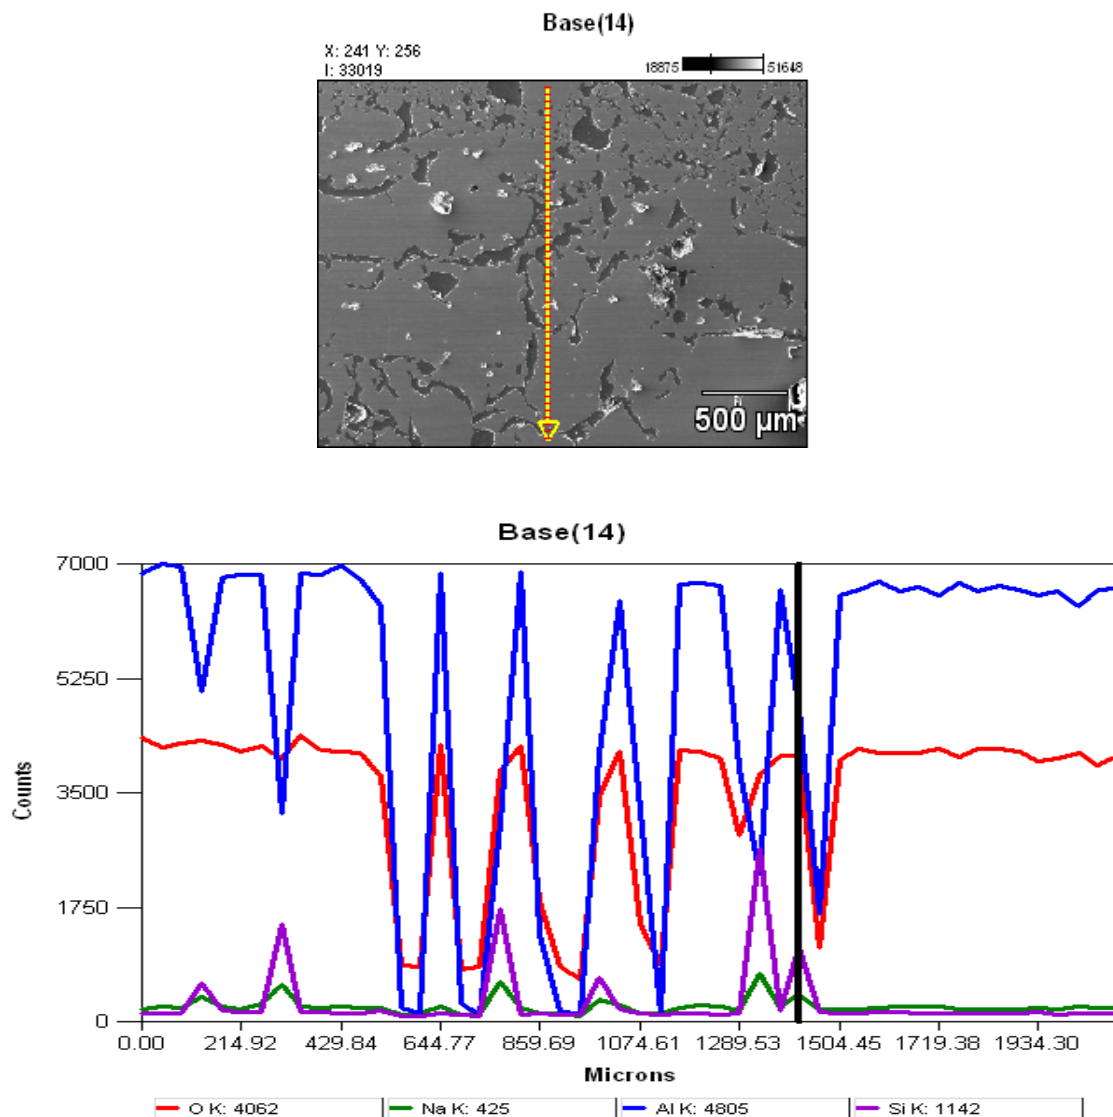 Base(14)
X: 241 Y: 256
I: 33019
18875 51648
500 µm
Base(14)
7000
5250
3500
1750
0
Counts
0.00 214.92 429.84 644.77 859.69 1074.61 1289.53 1504.45 1719.38 1934.30
Microns
O K: 4062 Na K: 425 Al K: 4805 Si K: 1142